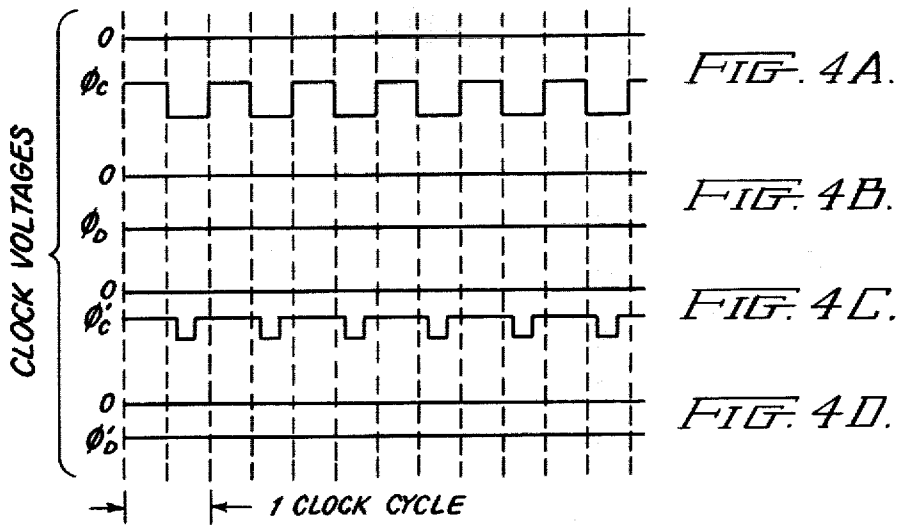 CLOCK VOLTAGES
0
ϕC
FIG. 4A.
0
ϕD
FIG. 4B.
0
ϕ'C
FIG. 4C.
0
ϕ'D
FIG. 4D.
1 CLOCK CYCLE